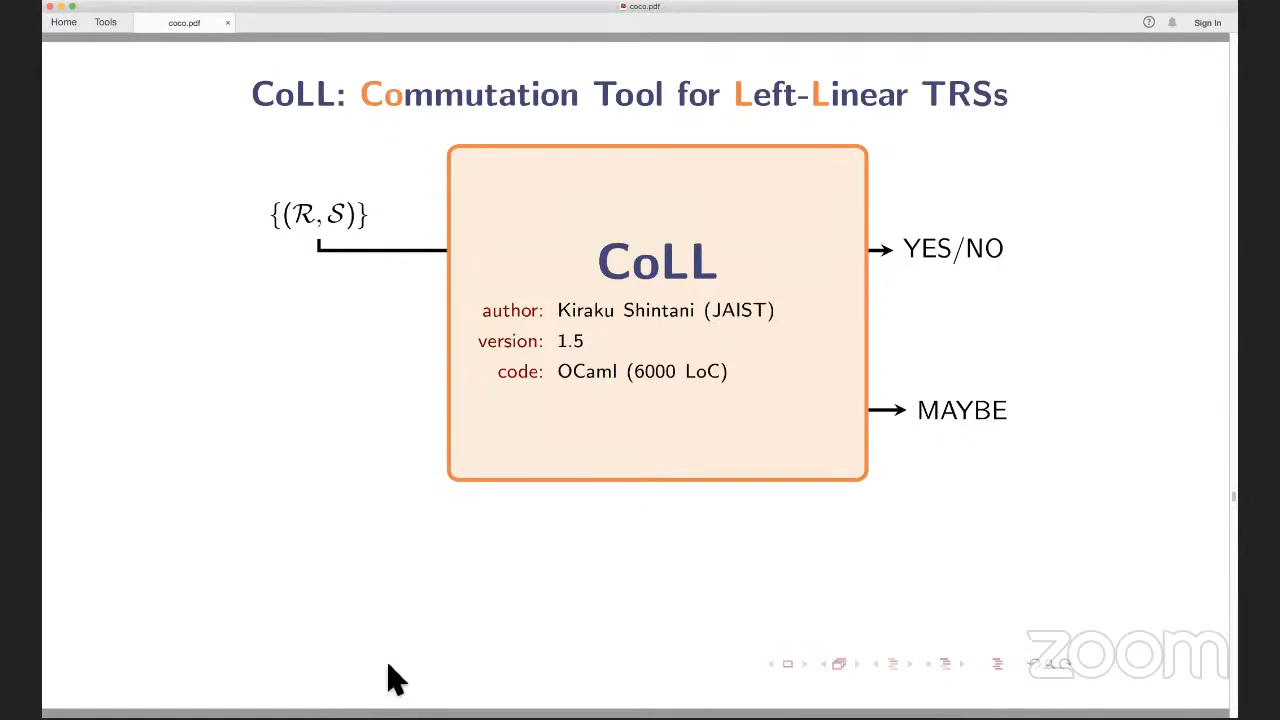 coco.pdf
Home Tools coco.pdf × ? Sign In
CoLL: Commutation Tool for Left-Linear TRSs
{(R, S)}
CoLL
YES/NO
author: Kiraku Shintani (JAIST)
version: 1.5
code: OCaml (6000 LoC)
MAYBE
zoom